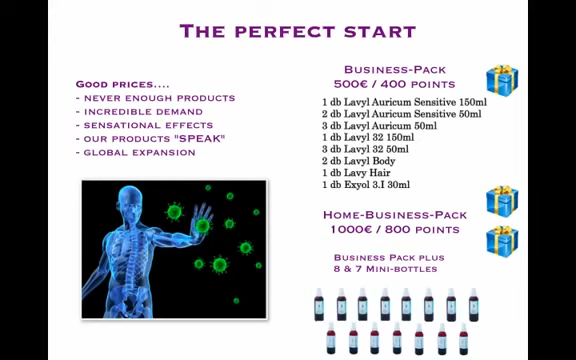 The perfect start
Good prices....
- never enough products
- incredible demand
- sensational effects
- our products "SPEAK"
- global expansion
Business-Pack
500€ / 400 points
1 db Lavyl Auricum Sensitive 150ml
2 db Lavyl Auricum Sensitive 50ml
3 db Lavyl Auricum 50ml
1 db Lavyl 32 150ml
3 db Lavyl 32 50ml
2 db Lavyl Body
1 db Lavy Hair
1 db Exyol 3.I 30ml
Home-Business-Pack
1000€ / 800 points
Business Pack plus
8 & 7 Mini-bottles